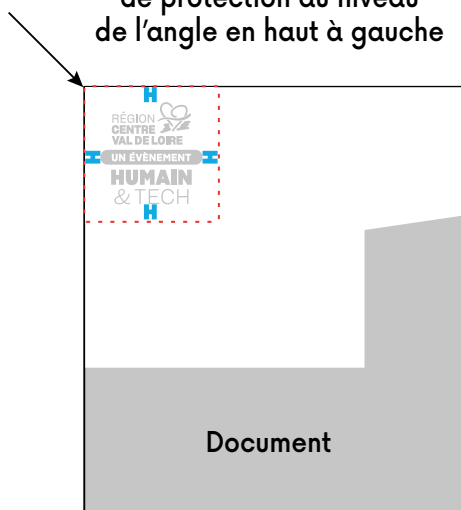 de protection au niveau
de l'angle en haut à gauche
H
RÉGION
CENTRE
VAL DE LOIRE
H UN ÉVÈNEMENT H
HUMAIN
& TECH
H
Document